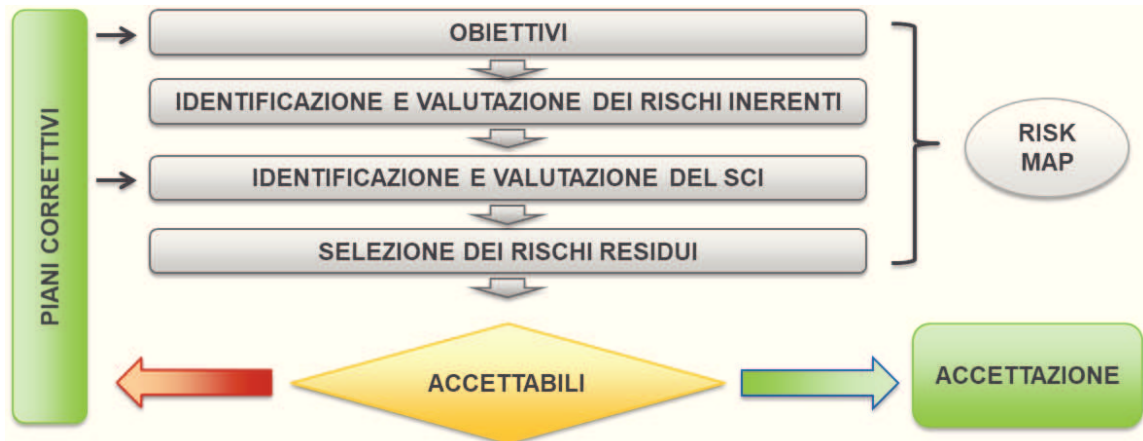 OBIETTIVI
IDENTIFICAZIONE E VALUTAZIONE DEI RISCHI INERENTI
IDENTIFICAZIONE E VALUTAZIONE DEL SCI
SELEZIONE DEI RISCHI RESIDUI
RISK
MAP
PIANI CORRETTIVI
ACCETTABILI
ACCETTAZIONE